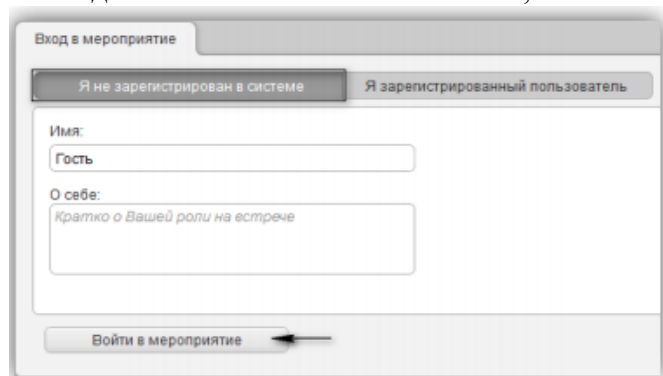 Вход в мероприятие
Я не зарегистрирован в системе
Я зарегистрированный пользователь
Имя:
Гость
О себе:
Кратко о Вашей роли на встрече
Войти в мероприятие